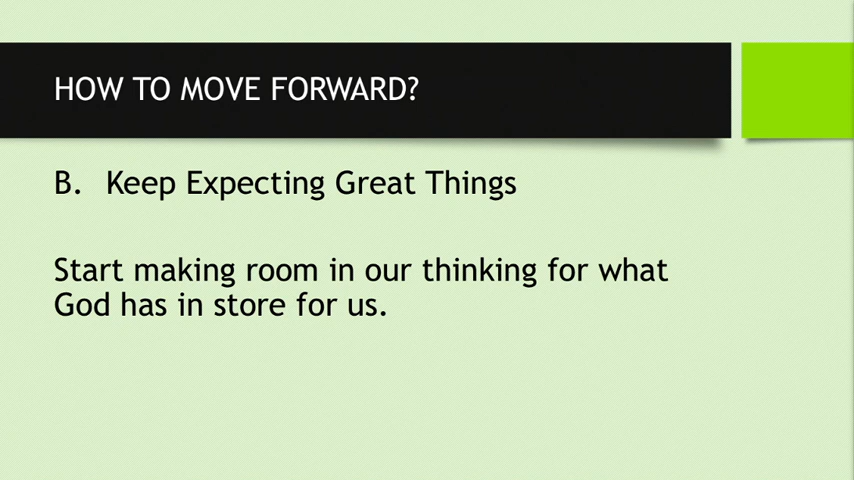 HOW TO MOVE FORWARD?
B. Keep Expecting Great Things
Start making room in our thinking for what
God has in store for us.